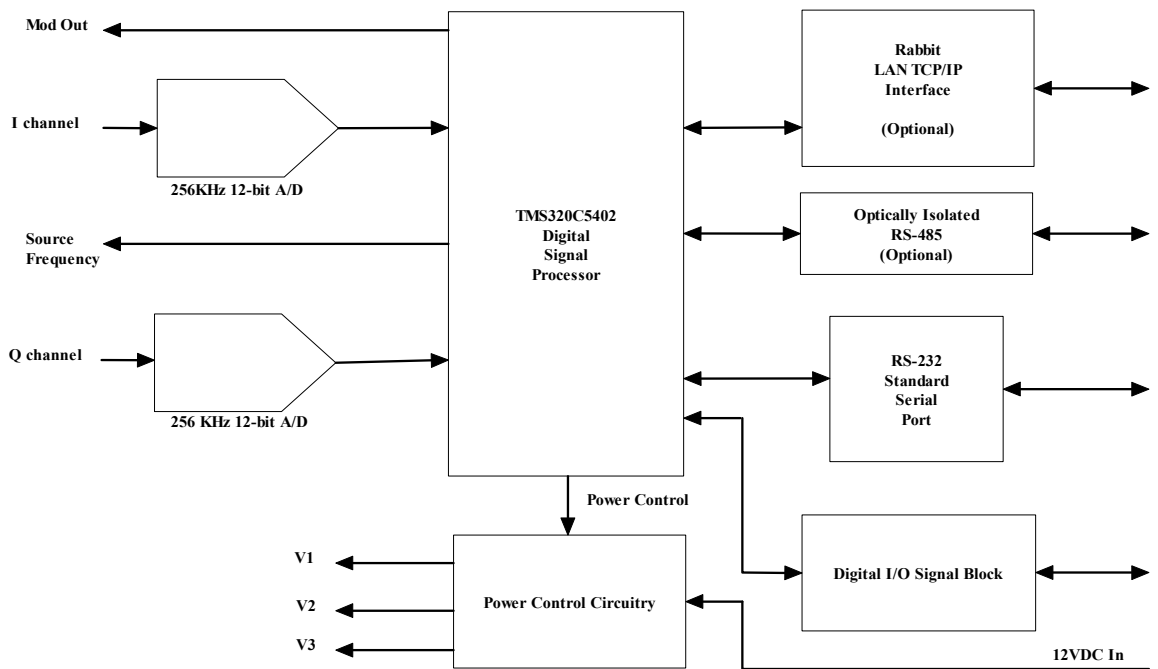 Mod Out
I channel
256KHz 12-bit A/D
Source
Frequency
Q channel
256 KHz 12-bit A/D
TMS320C5402
Digital
Signal
Processor
Rabbit
LAN TCP/IP
Interface
(Optional)
Optically Isolated
RS-485
(Optional)
RS-232
Standard
Serial
Port
Power Control
V1
V2
V3
Power Control Circuitry
Digital I/O Signal Block
12VDC In